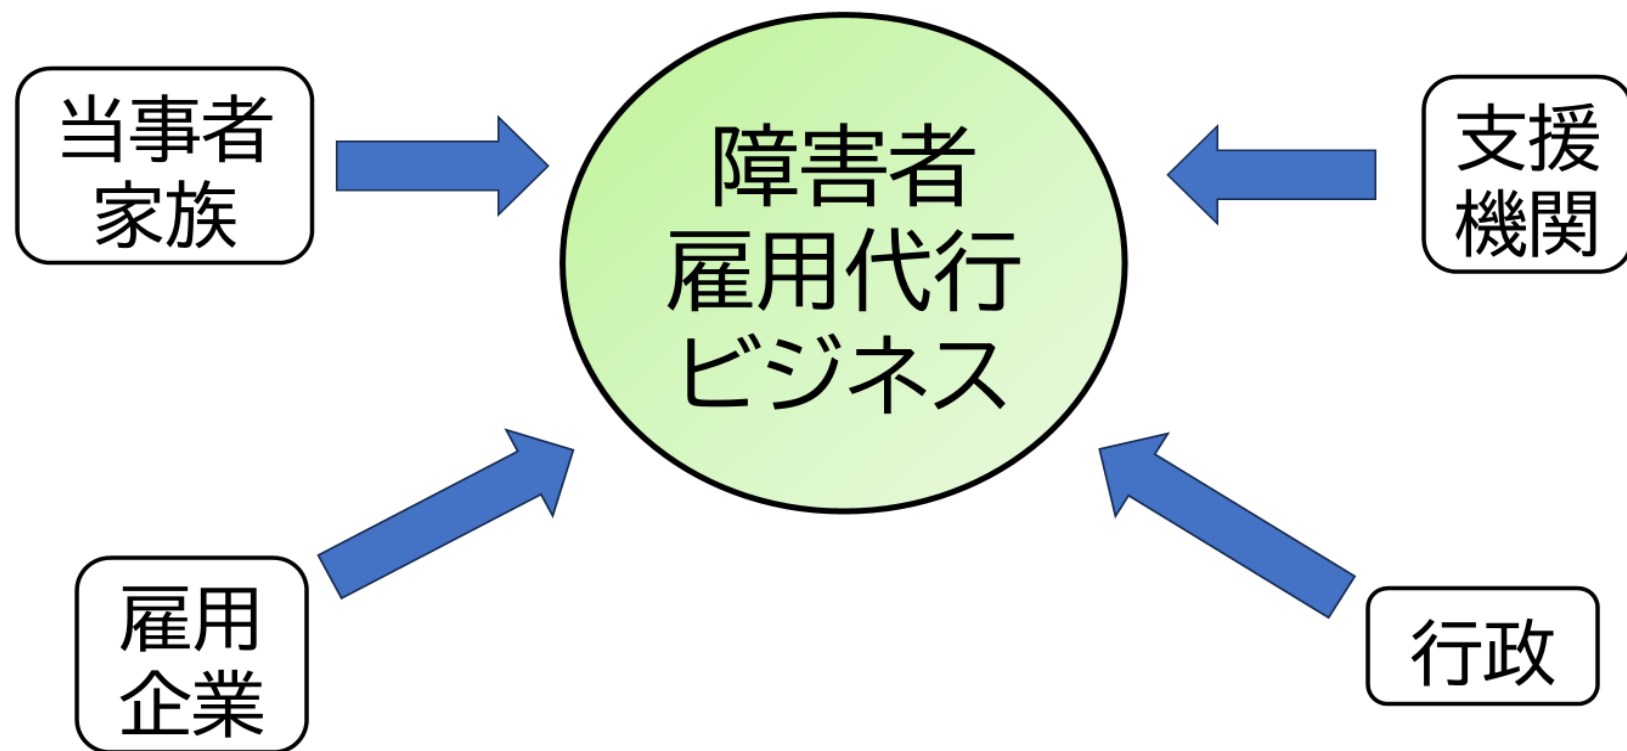 当事者
家族
障害者
雇用代行
ビジネス
支援
機関
雇用
企業
行政